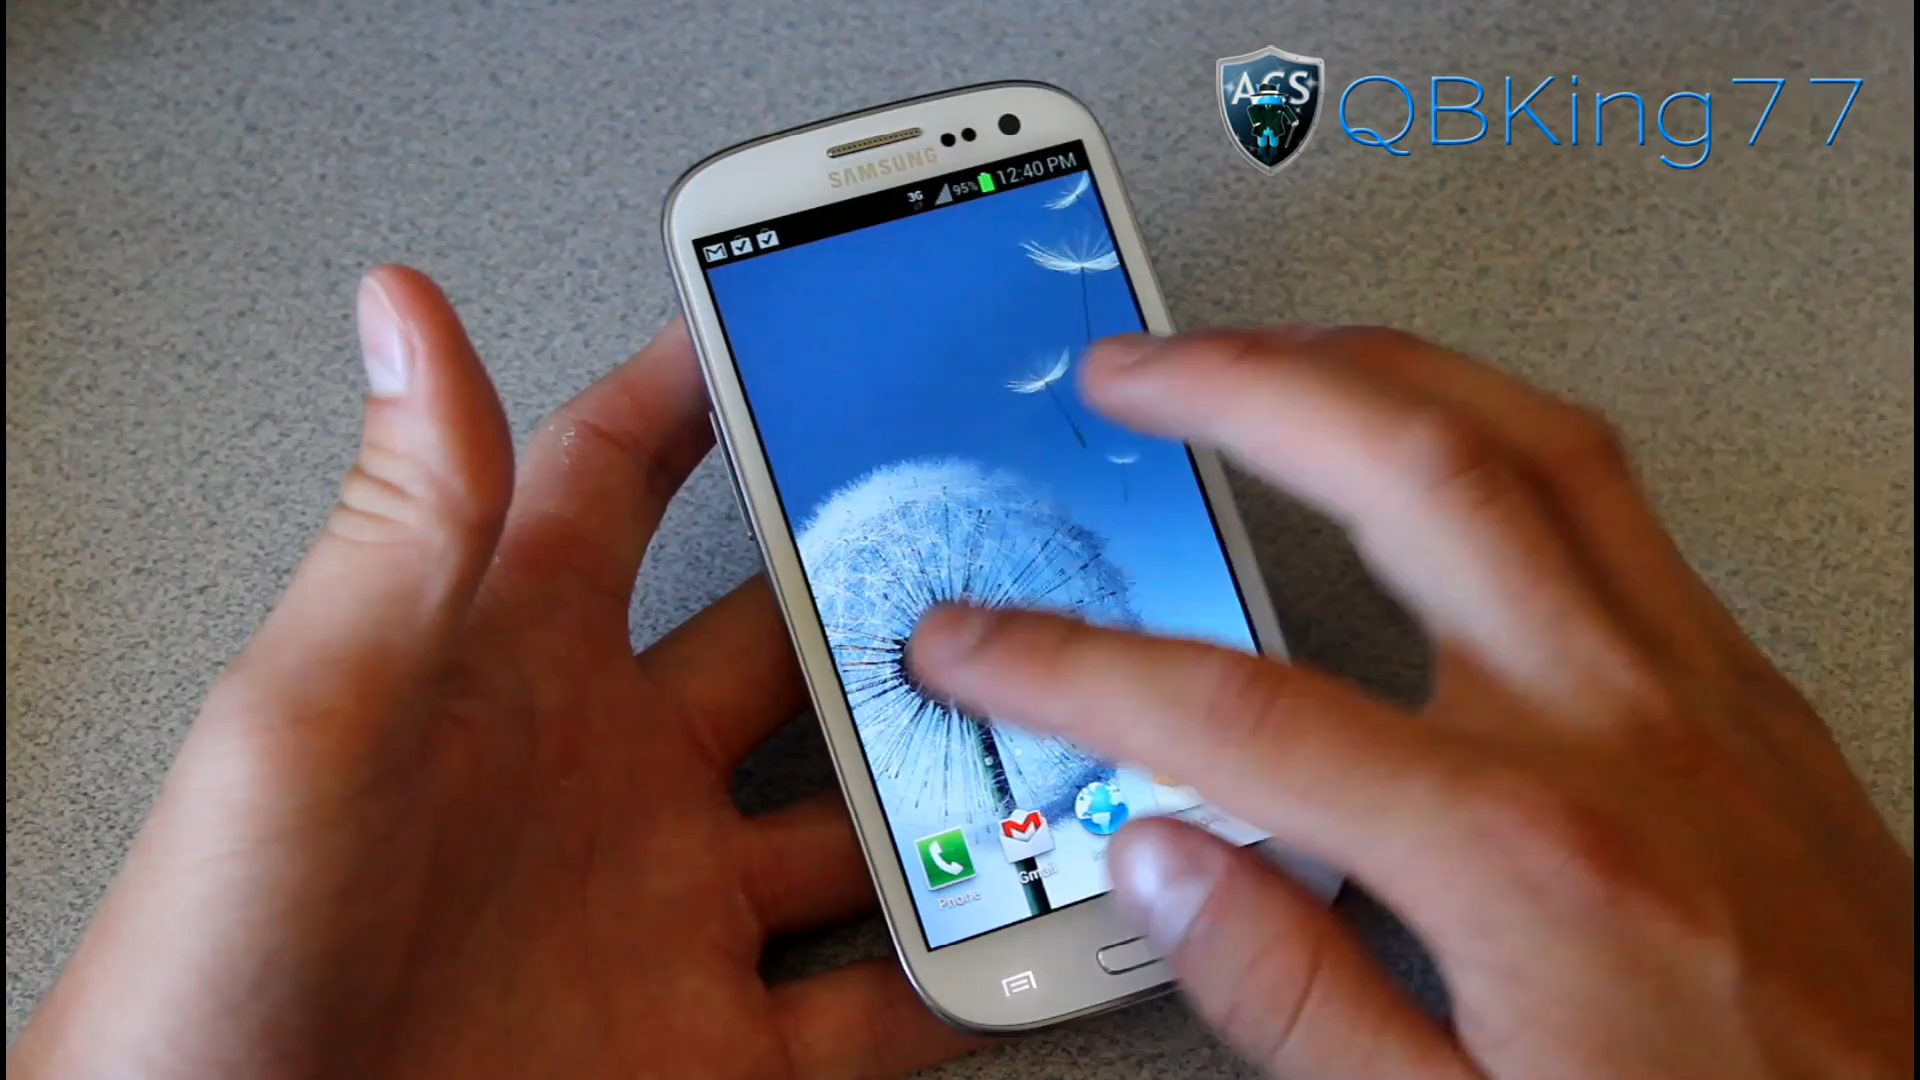 ACS
QBKing77
SAMSUNG
3G 95% 12:40 PM
Phone
Gmail